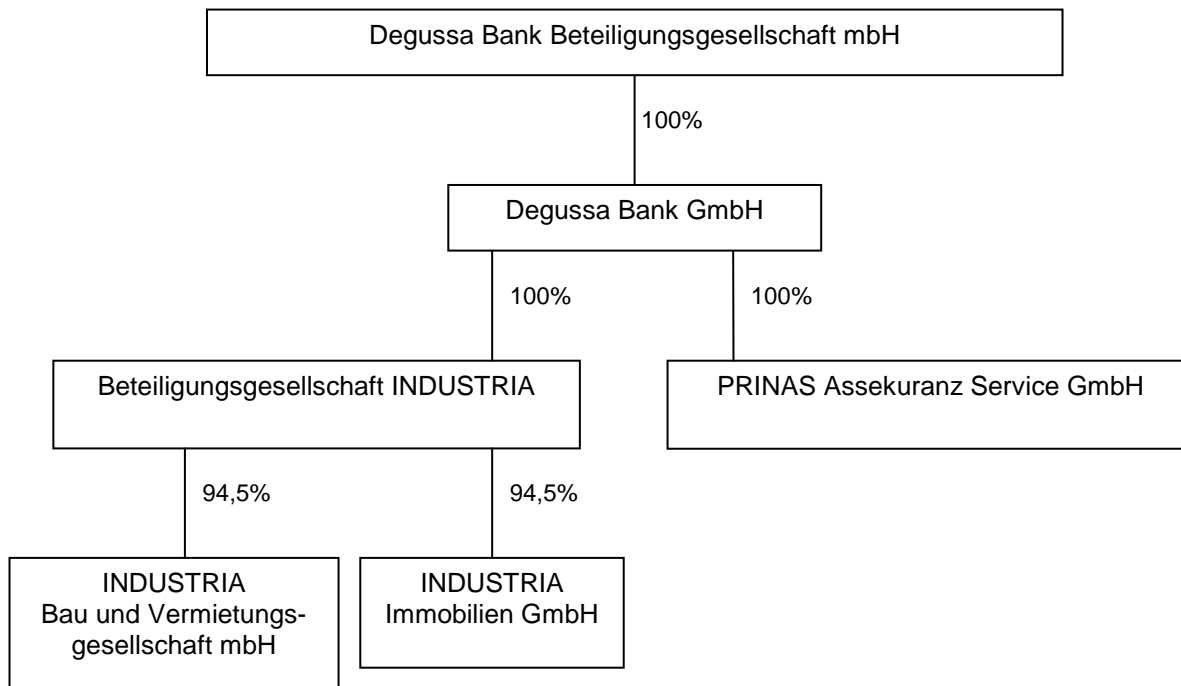 Degussa Bank Beteiligungsgesellschaft mbH
100%
Degussa Bank GmbH
100%
100%
Beteiligungsgesellschaft INDUSTRIA
PRINAS Assekuranz Service GmbH
94,5%
94,5%
INDUSTRIA
Bau und Vermietungs-
gesellschaft mbH
INDUSTRIA
Immobilien GmbH